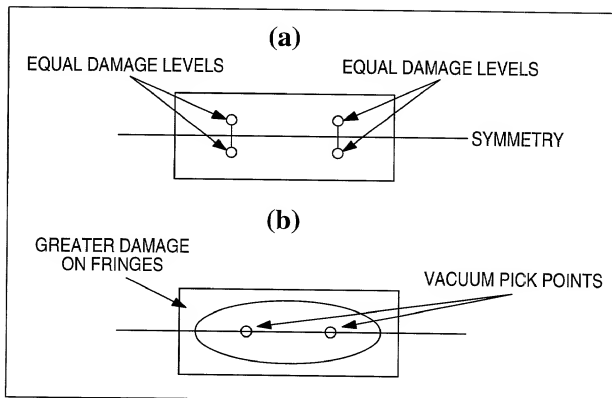 (a)
EQUAL DAMAGE LEVELS
EQUAL DAMAGE LEVELS
SYMMETRY
(b)
GREATER DAMAGE
ON FRINGES
VACUUM PICK POINTS